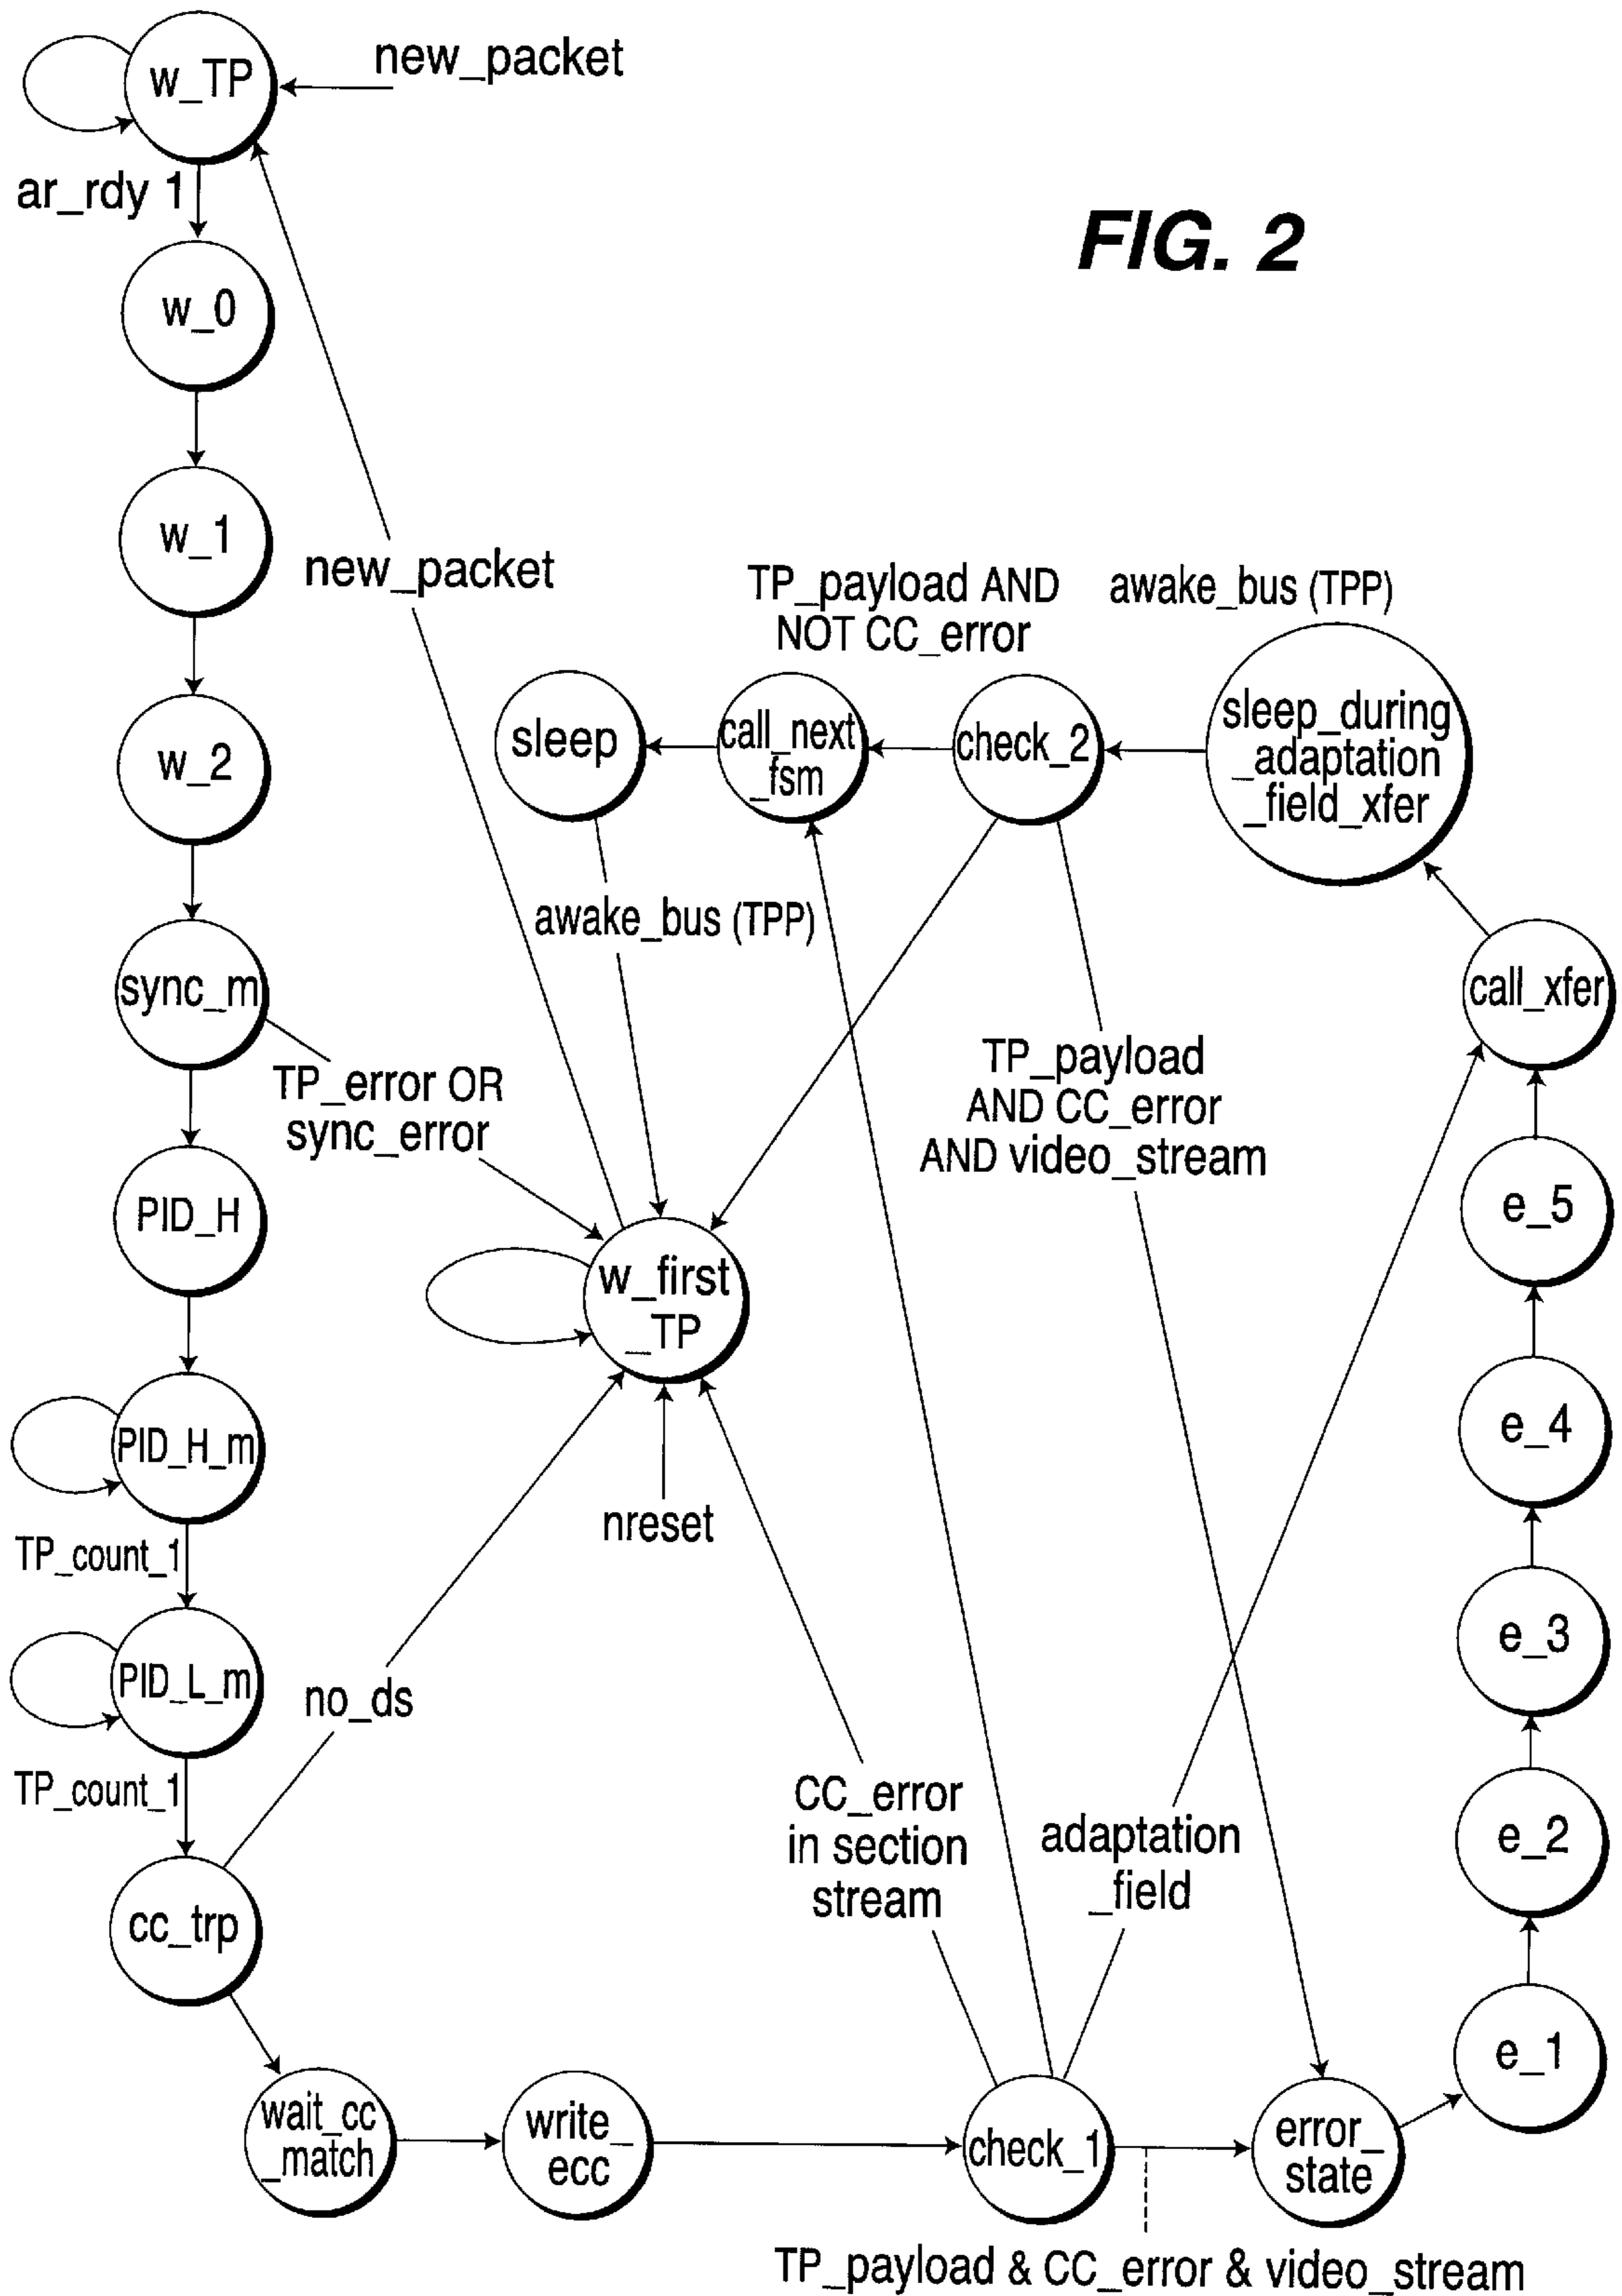 w_TP
new_packet
ar_rdy 1
FIG. 2
w_0
w_1
new_packet
TP_payload AND
NOT CC_error
awake_bus (TPP)
w_2
sleep
call_next
_fsm
check_2
sleep_during
_adaptation
_field_xfer
awake_bus (TPP)
sync_m
call_xfer
TP_error OR
sync_error
TP_payload
AND CC_error
AND video_stream
PID_H
e_5
w_first
_TP
PID_H_m
e_4
nreset
TP_count_1
e_3
PID_L_m
no_ds
TP_count_1
CC_error
in section
stream
adaptation
_field
e_2
cc_trp
e_1
wait_cc
_match
write_
ecc
check_1
error_
state
TP_payload & CC_error & video_stream